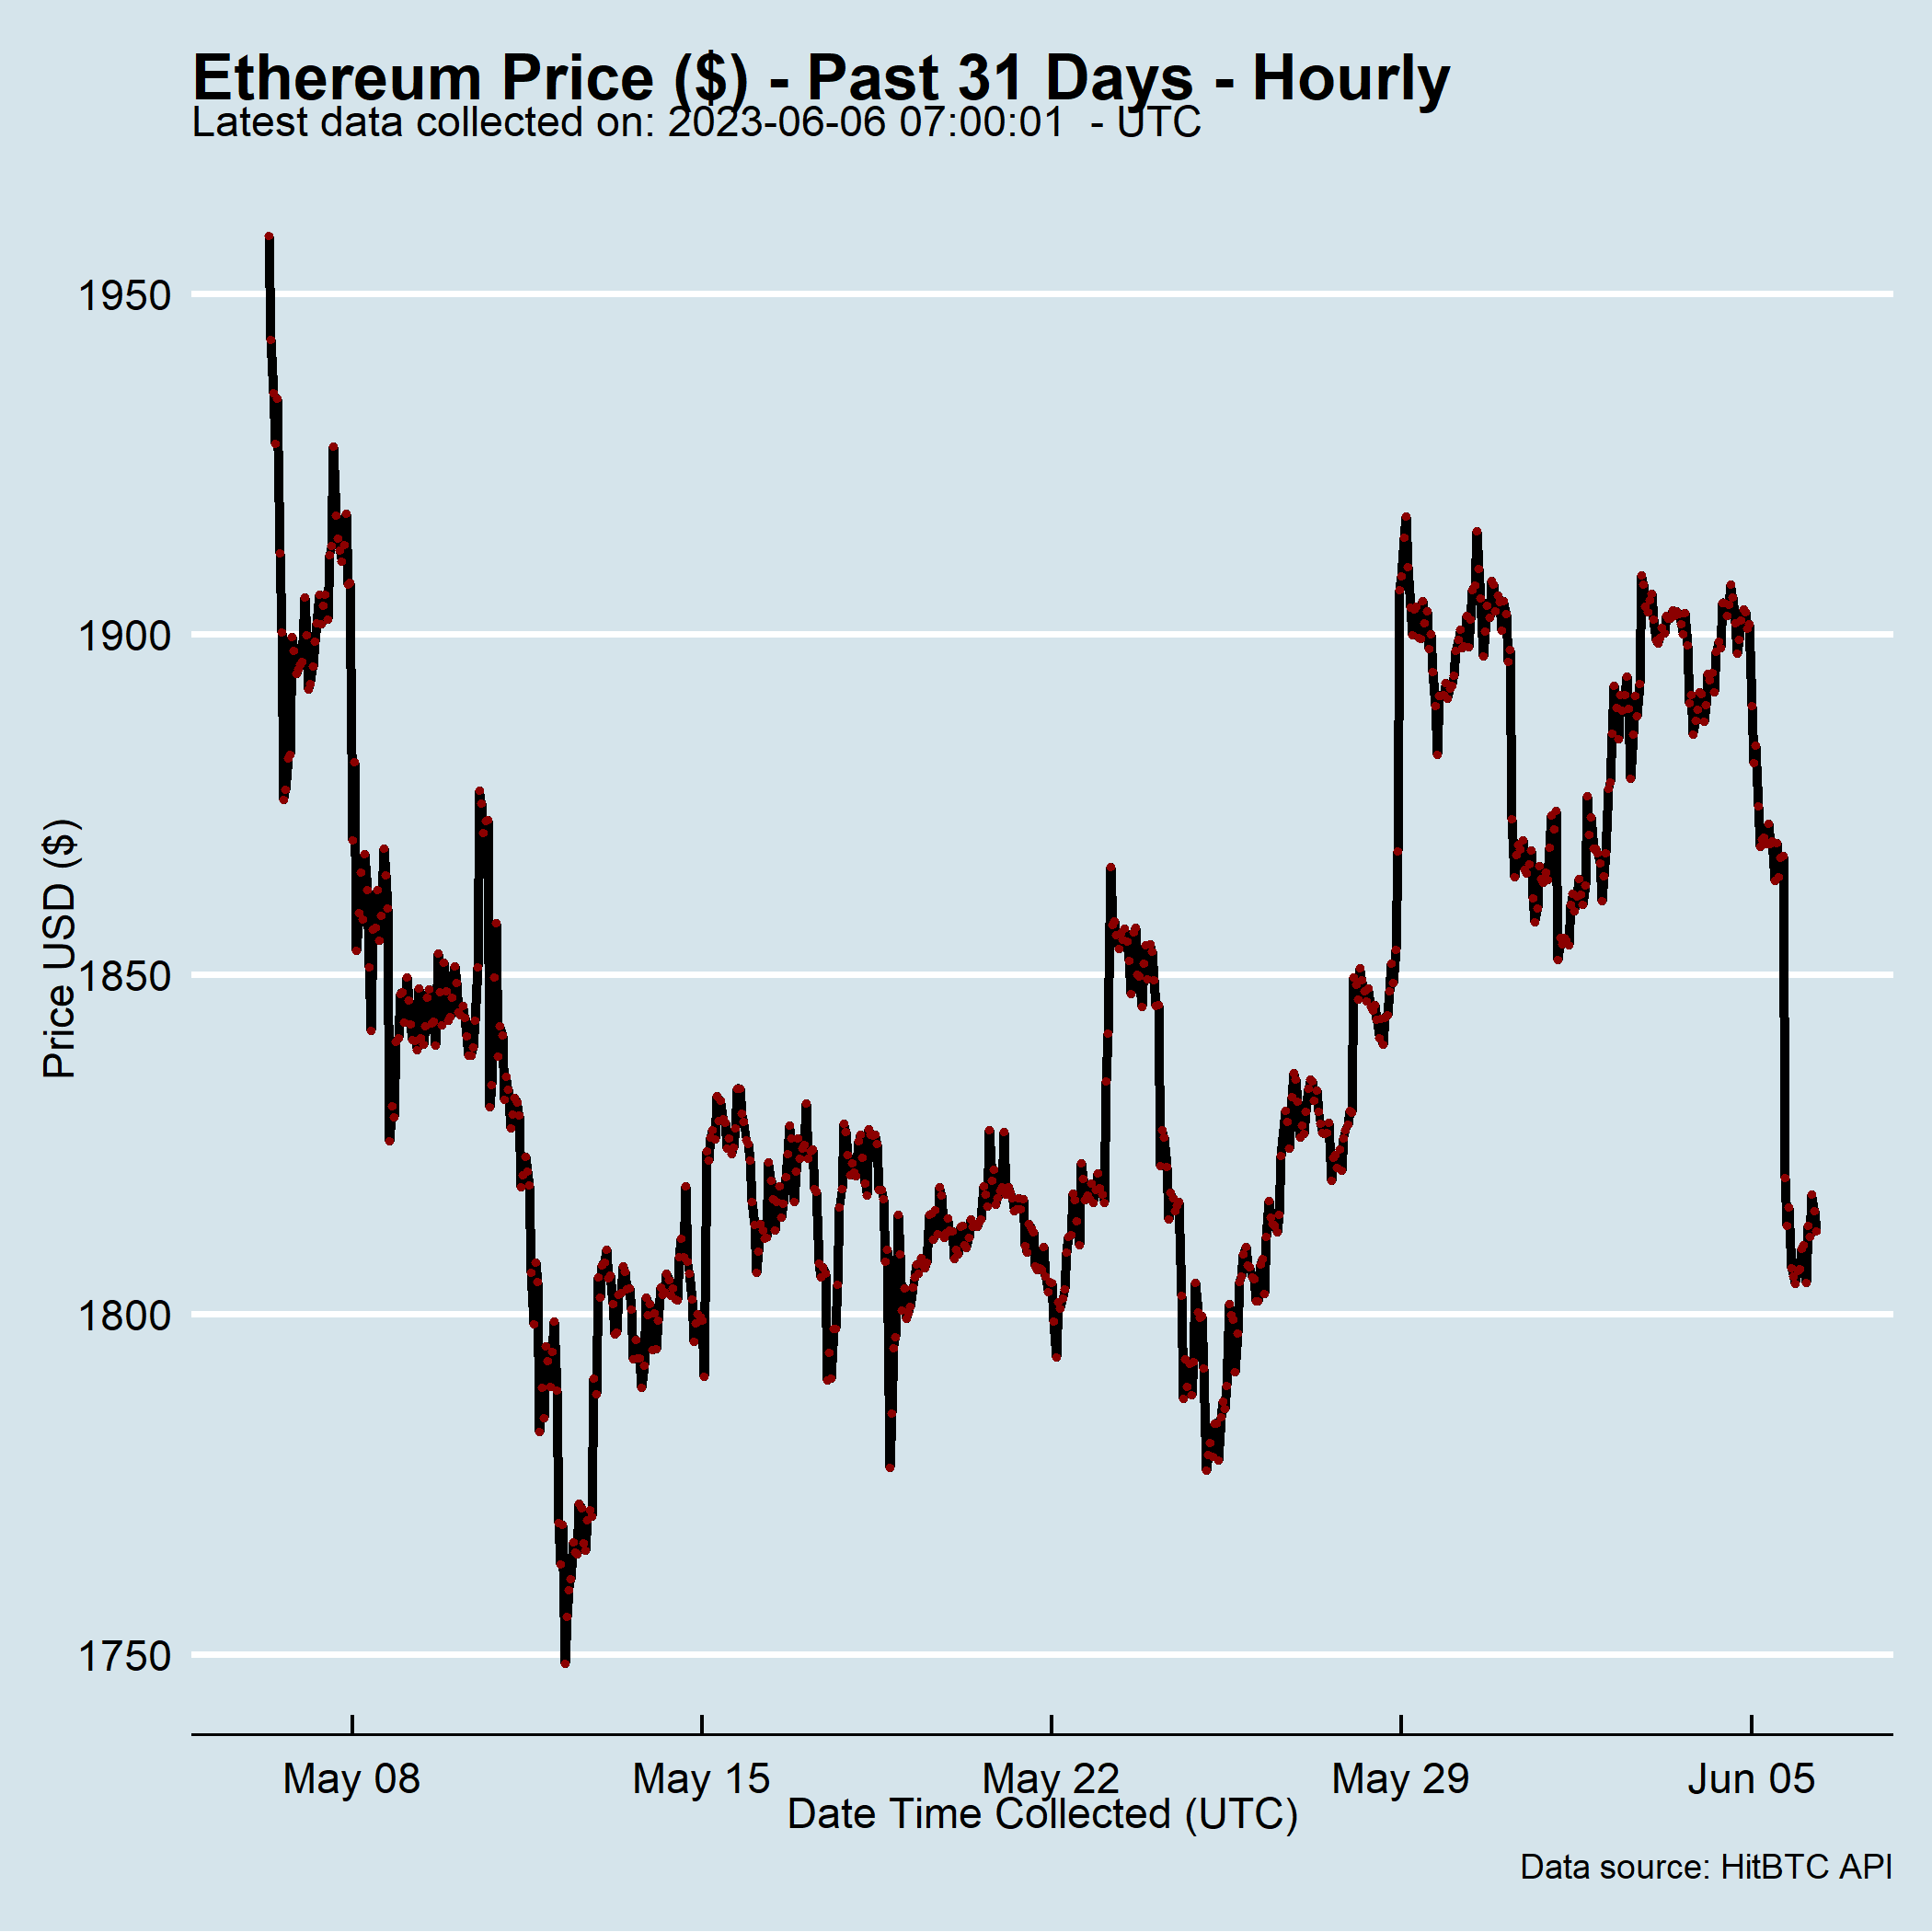 Ethereum Price ($) - Past 31 Days - Hourly
Latest data collected on: 2023-06-06 07:00:01  - UTC
Price USD ($)
1950
1900
1850
1800
1750
May 08
May 15
May 22
May 29
Jun 05
Date Time Collected (UTC)
Data source: HitBTC API